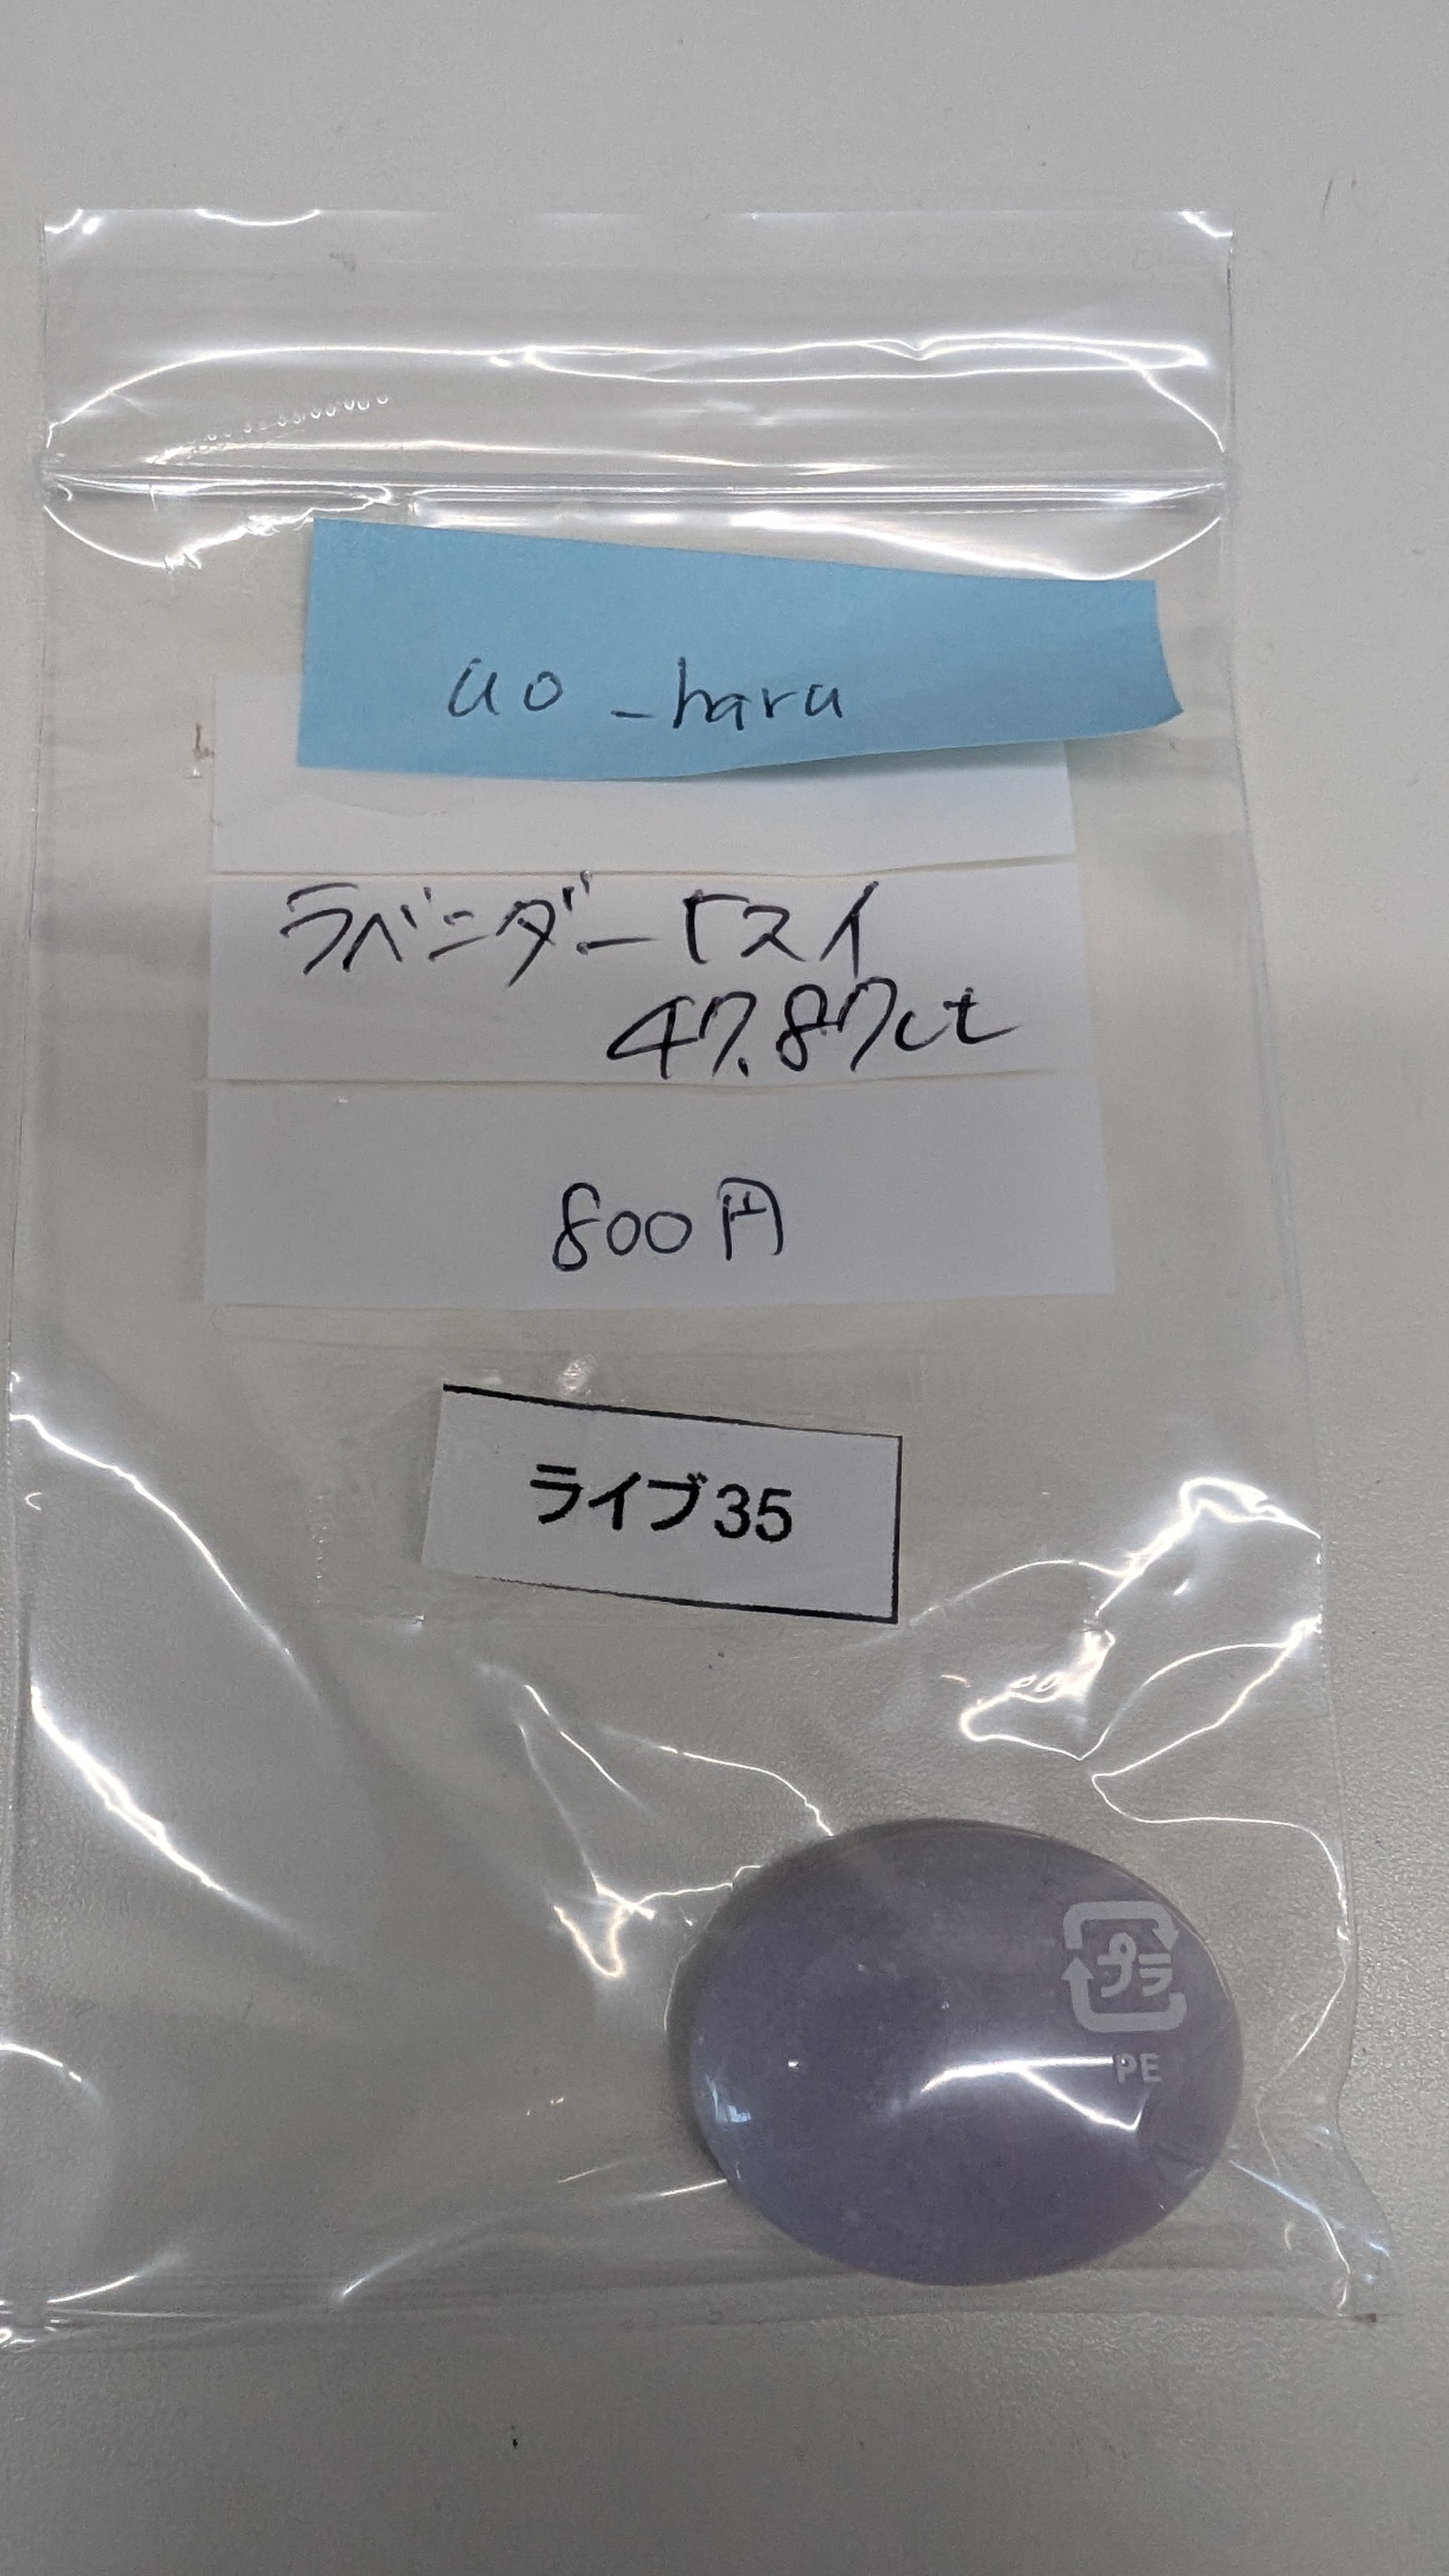 ao_haru
ラベンダーヒスイ
47.87ct
800円
ライブ35
プラ
PE